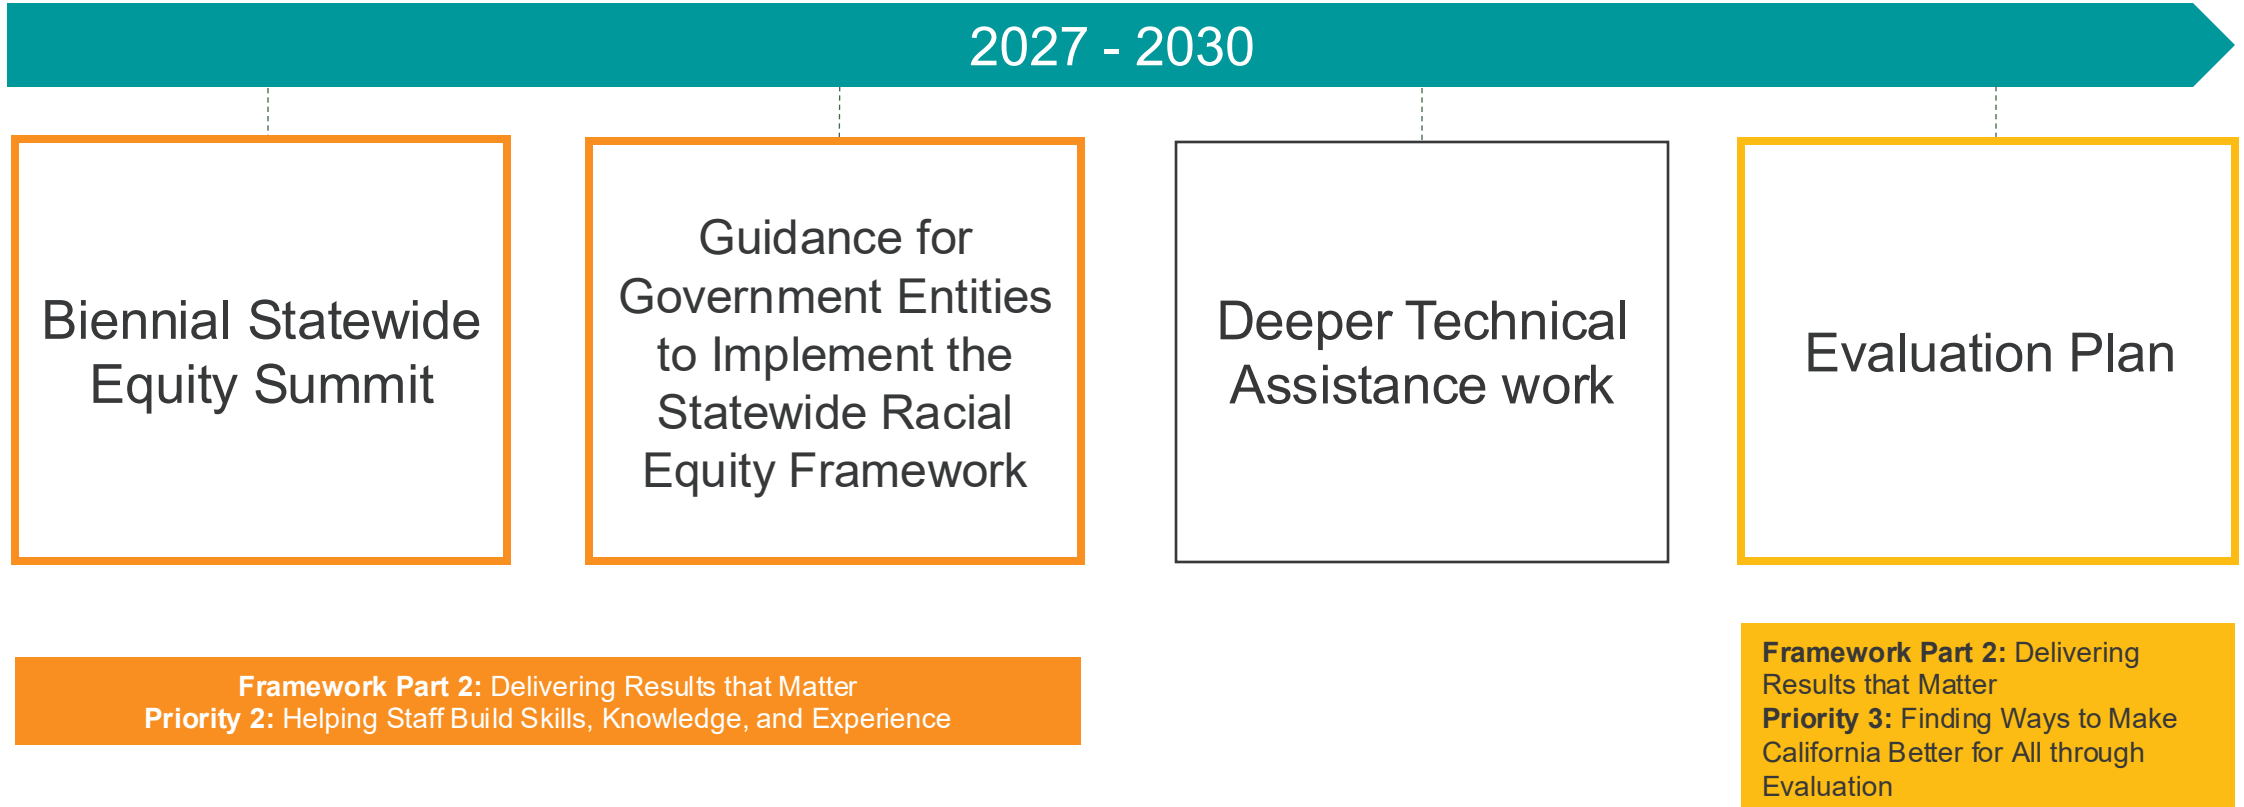 2027 - 2030
Biennial Statewide
Equity Summit
Guidance for
Government Entities
to Implement the
Statewide Racial
Equity Framework
Deeper Technical
Assistance work
Evaluation Plan
Framework Part 2: Delivering Results that Matter
Priority 2: Helping Staff Build Skills, Knowledge, and Experience
Framework Part 2: Delivering
Results that Matter
Priority 3: Finding Ways to Make
California Better for All through
Evaluation